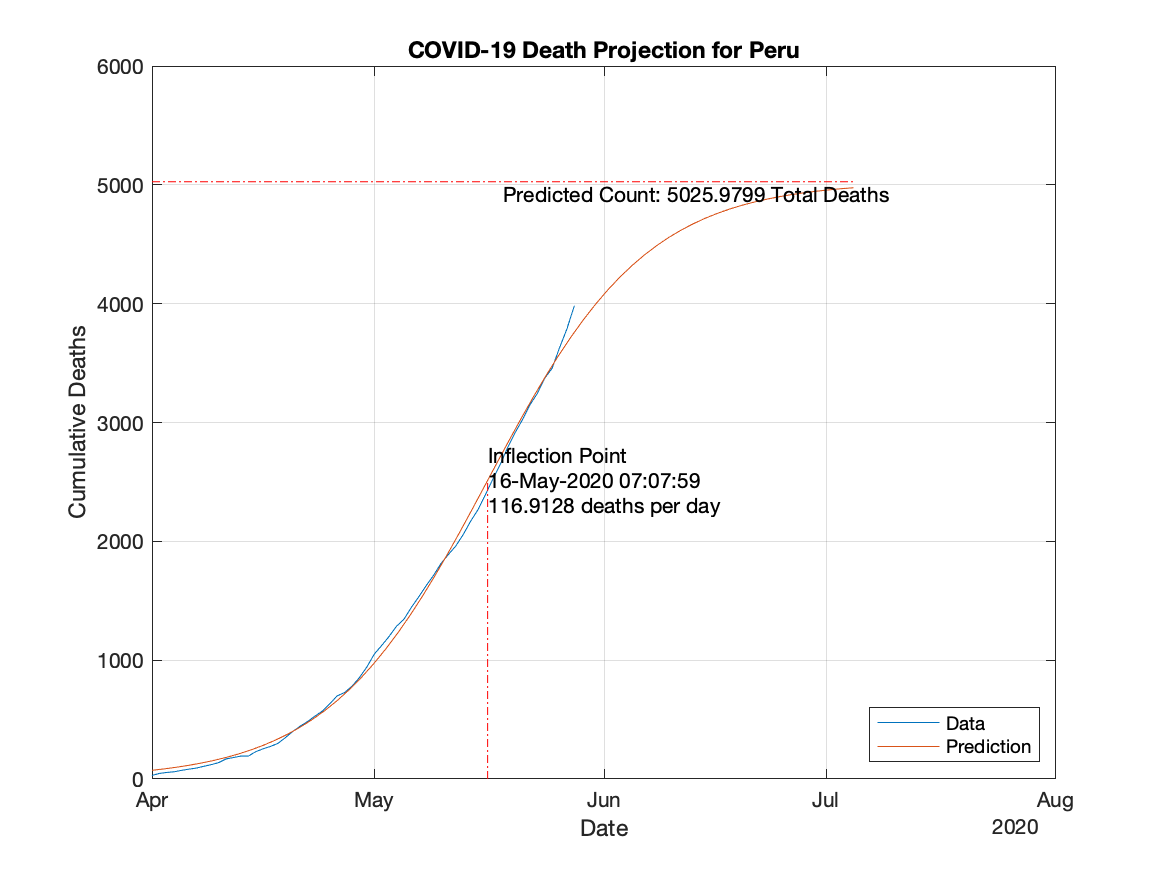 COVID-19 Death Projection for Peru
6000
5000
4000
3000
2000
1000
0
Cumulative Deaths
Predicted Count: 5025.9799 Total Deaths
Inflection Point
16-May-2020 07:07:59
116.9128 deaths per day
Data
Prediction
Apr May Jun Jul Aug
Date
2020